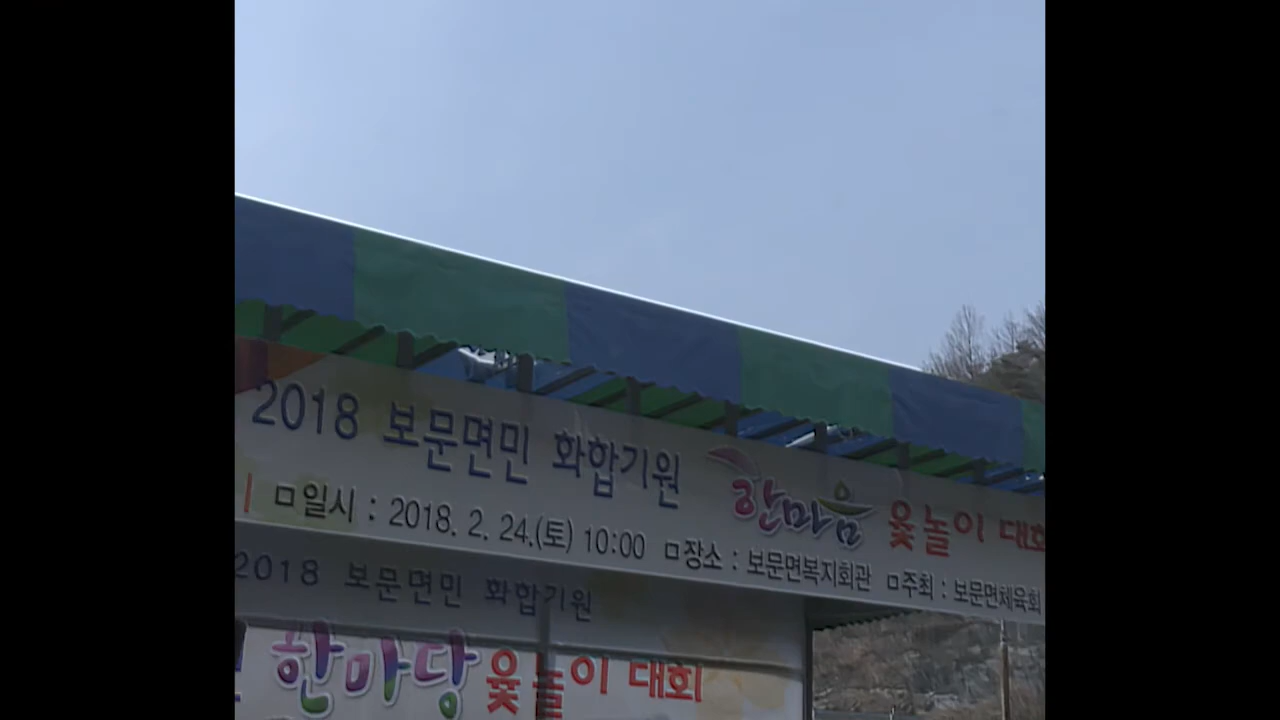 2018 보문면민 화합기원 한마음 윷놀이 대회
일시 : 2018. 2. 24.(토) 10:00 장소 : 보문면복지회관 주최 : 보문면체육회
2018 보문면민 화합기원
한마당 윷놀이 대회